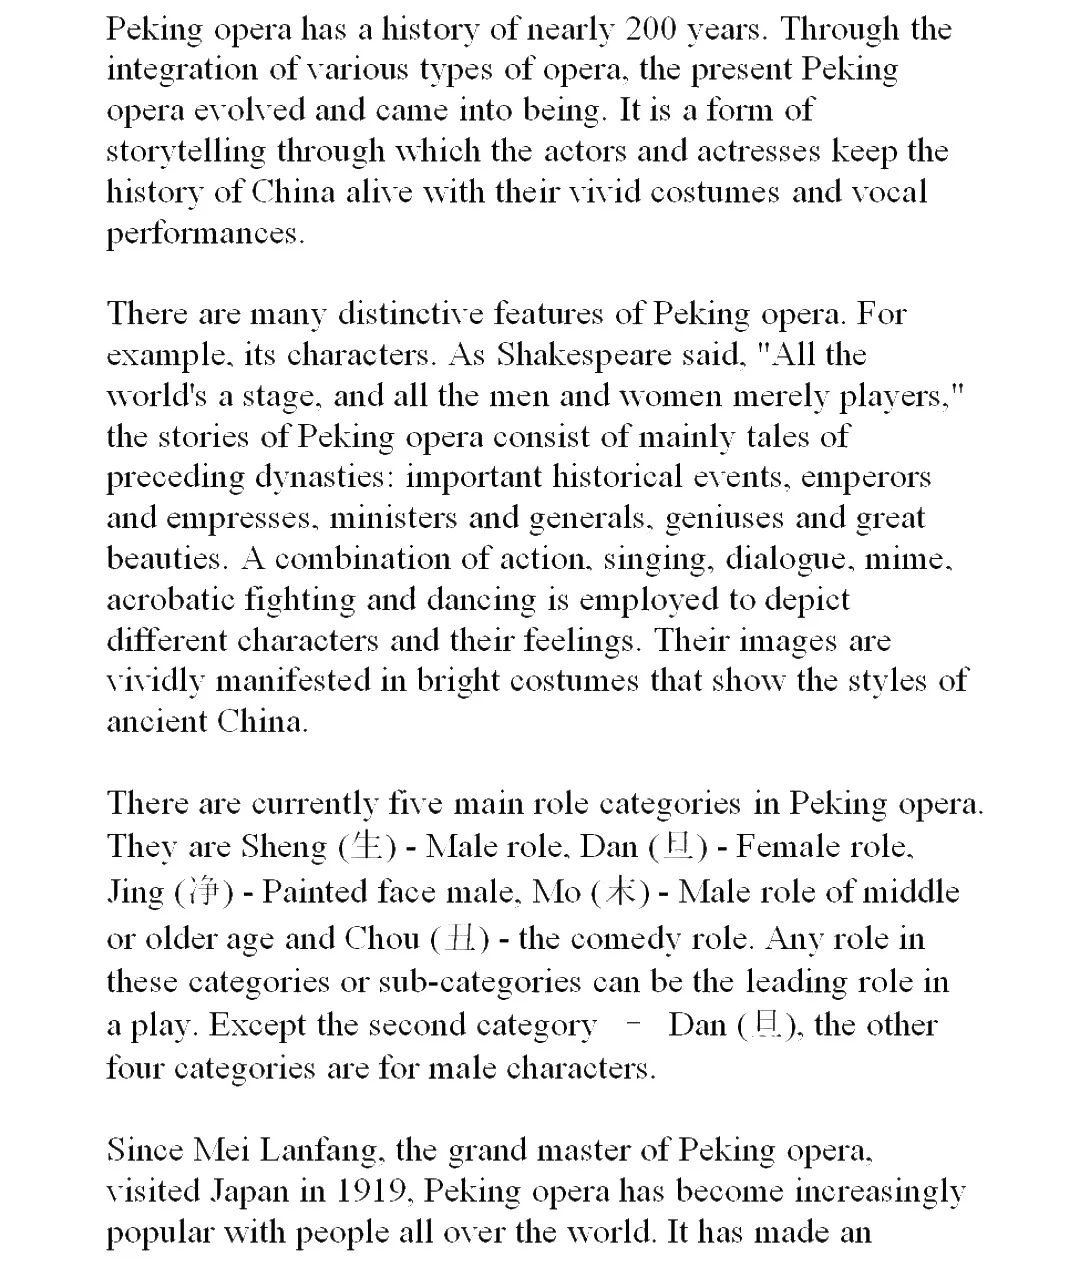 Peking opera has a history of nearly 200 years. Through the
integration of various types of opera, the present Peking
opera evolved and came into being. It is a form of
storytelling through which the actors and actresses keep the
history of China alive with their vivid costumes and vocal
performances.
There are many distinctive features of Peking opera. For
example, its characters. As Shakespeare said, "All the
world's a stage, and all the men and women merely players,"
the stories of Peking opera consist of mainly tales of
preceding dynasties: important historical events, emperors
and empresses, ministers and generals, geniuses and great
beauties. A combination of action, singing, dialogue, mime,
acrobatic fighting and dancing is employed to depict
different characters and their feelings. Their images are
vividly manifested in bright costumes that show the styles of
ancient China.
There are currently five main role categories in Peking opera.
They are Sheng (生) - Male role, Dan (旦) - Female role,
Jing (净) - Painted face male, Mo (末) - Male role of middle
or older age and Chou (丑) - the comedy role. Any role in
these categories or sub-categories can be the leading role in
a play. Except the second category – Dan (旦), the other
four categories are for male characters.
Since Mei Lanfang, the grand master of Peking opera,
visited Japan in 1919, Peking opera has become increasingly
popular with people all over the world. It has made an